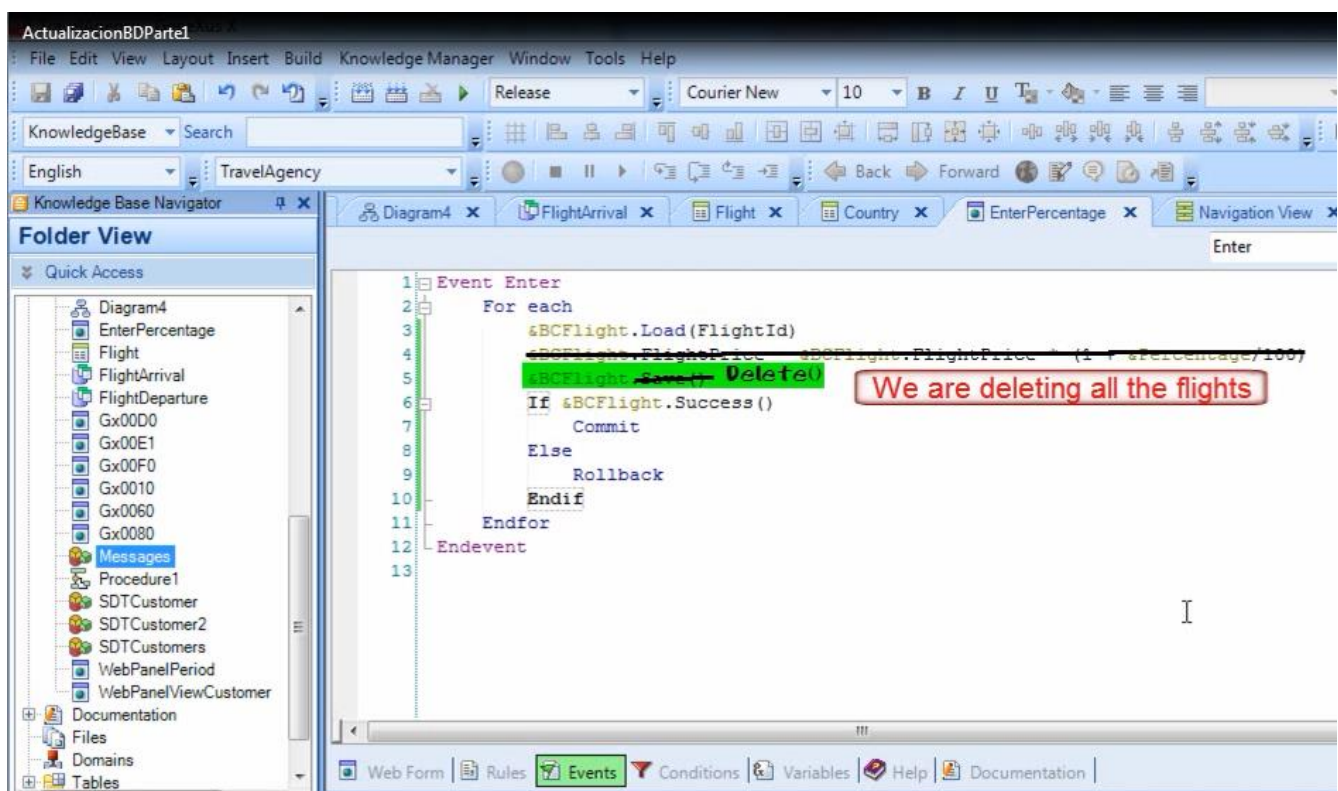 ActualizacionBDParte1
File Edit View Layout Insert Build Knowledge Manager Window Tools Help
Release Courier New 10 B I U
KnowledgeBase Search
English TravelAgency Back Forward
Knowledge Base Navigator
Diagram4 FlightArrival Flight Country EnterPercentage Navigation View
Folder View
Enter
Quick Access
Diagram4
EnterPercentage
Flight
FlightArrival
FlightDeparture
Gx00D0
Gx00E1
Gx00F0
Gx0010
Gx0060
Gx0080
Messages
Procedure1
SDTCustomer
SDTCustomer2
SDTCustomers
WebPanelPeriod
WebPanelViewCustomer
Documentation
Files
Domains
Tables
1 Event Enter
2 For each
3 &BCFlight.Load(FlightId)
4 &BCFlight.FlightPrice &BCFlight.FlightPrice * (1 + &Percentage/100)
5 &BCFlight.Save() Delete()
We are deleting all the flights
6 If &BCFlight.Success()
7 Commit
8 Else
9 Rollback
10 Endif
11 Endfor
12 Endevent
13
Web Form Rules Events Conditions Variables Help Documentation